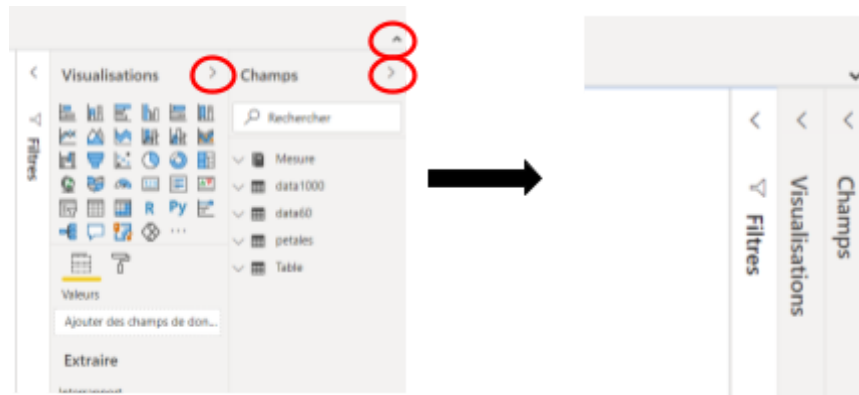 Filtres
Visualisations
R Py
Valeurs
Ajouter des champs de don...
Extraire
Champs
Rechercher
Mesure
data1000
data60
petales
Table
Filtres
Visualisations
Champs